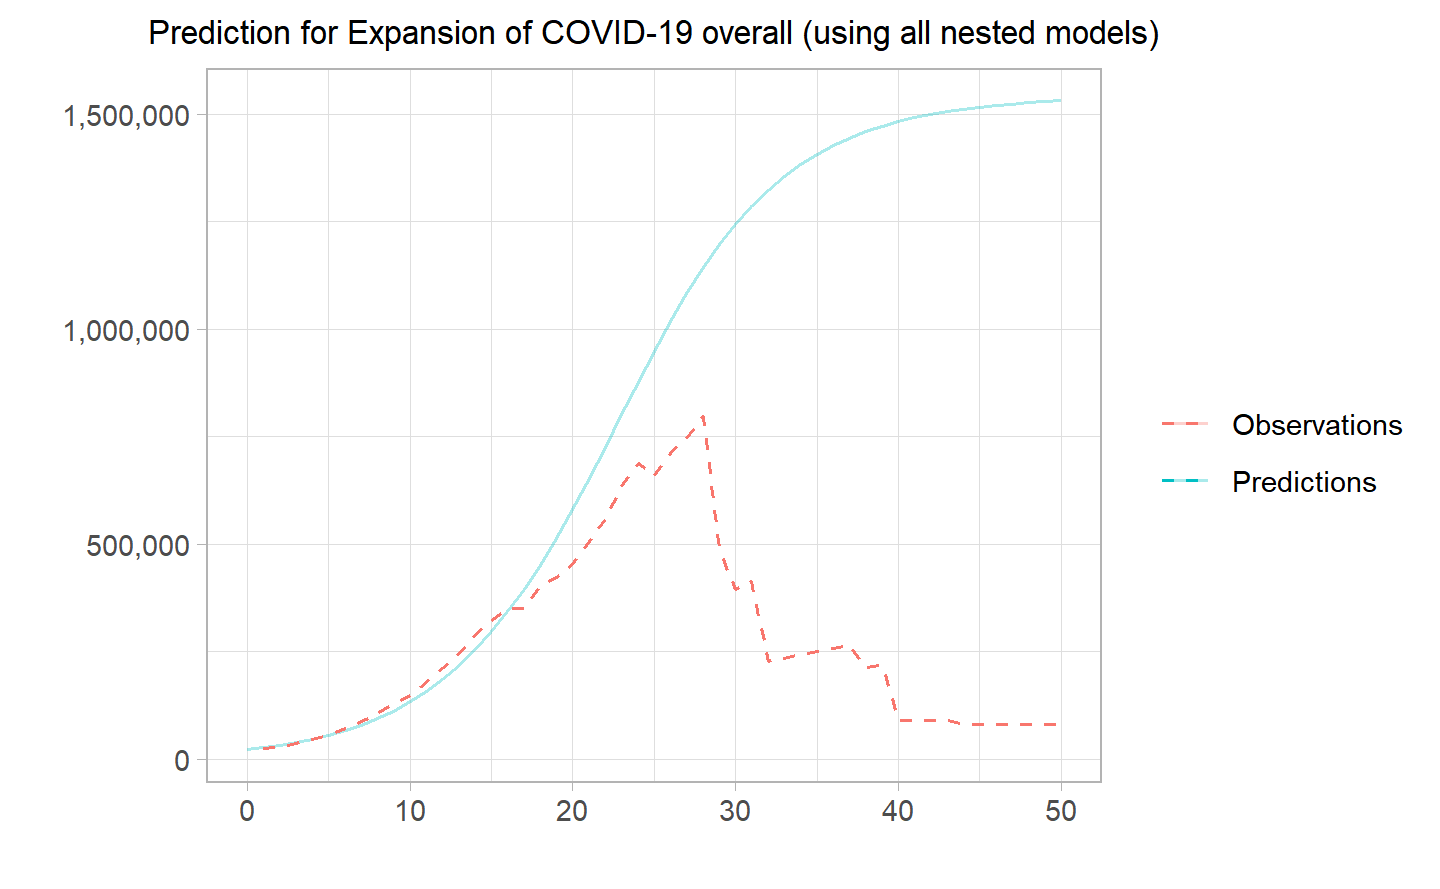 Prediction for Expansion of COVID-19 overall (using all nested models)
1,500,000
1,000,000
500,000
0
0 10 20 30 40 50
Observations
Predictions